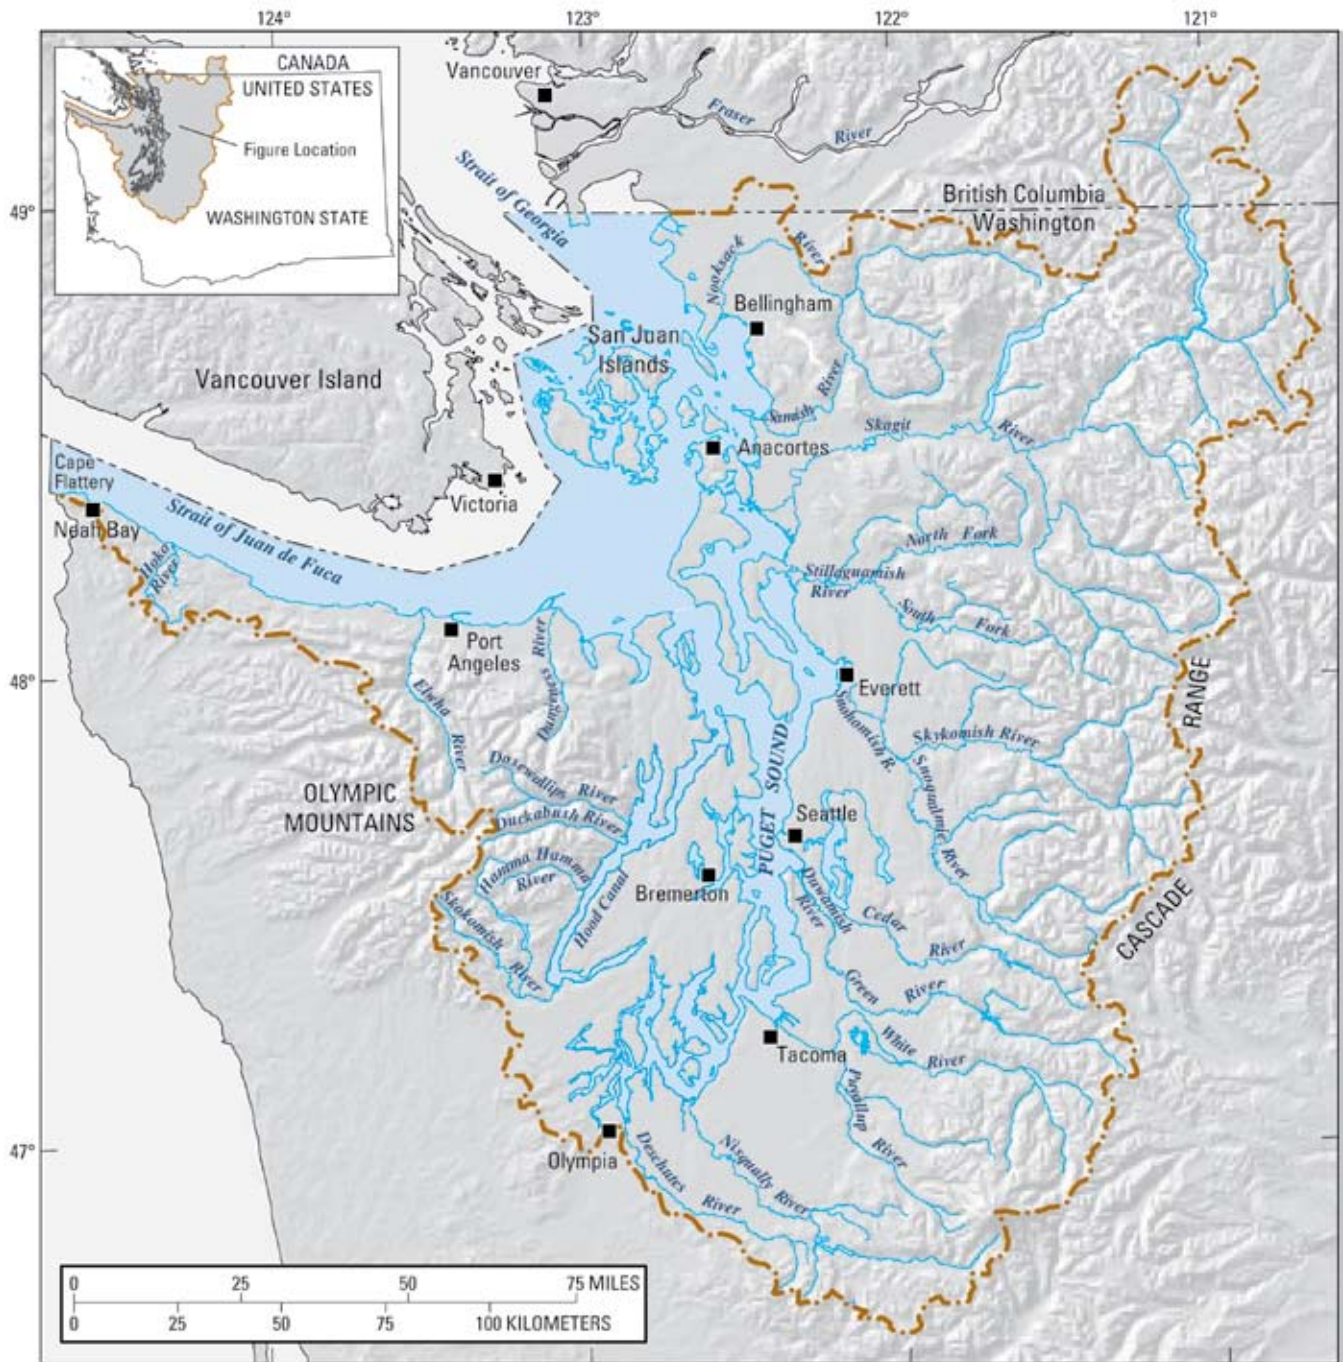 124°
123°
122°
121°
CANADA
UNITED STATES
Figure Location
WASHINGTON STATE
Vancouver
Fraser
River
Strait of Georgia
49°
British Columbia
Washington
Nooksack
River
Bellingham
San Juan
Islands
Vancouver Island
Samish
River
Skagit
River
Anacortes
Cape
Flattery
Neah Bay
Victoria
Strait of Juan de Fuca
Hoko
River
North Fork
Stillaguamish
River
South Fork
Port
Angeles
Dungeness
River
48°
Elwha
River
Everett
Snohomish R.
RANGE
Skykomish River
PUGET SOUND
Dosewallips River
Snoqualmie River
OLYMPIC
MOUNTAINS
Duckabush River
Seattle
Hamma Hamma
River
Bremerton
Hood Canal
Duwamish
River
Cedar
River
CASCADE
Skokomish
River
Green
River
White
River
Tacoma
Puyallup
River
47°
Olympia
Deschutes
River
Nisqually River
0 25 50 75 MILES
0 25 50 75 100 KILOMETERS